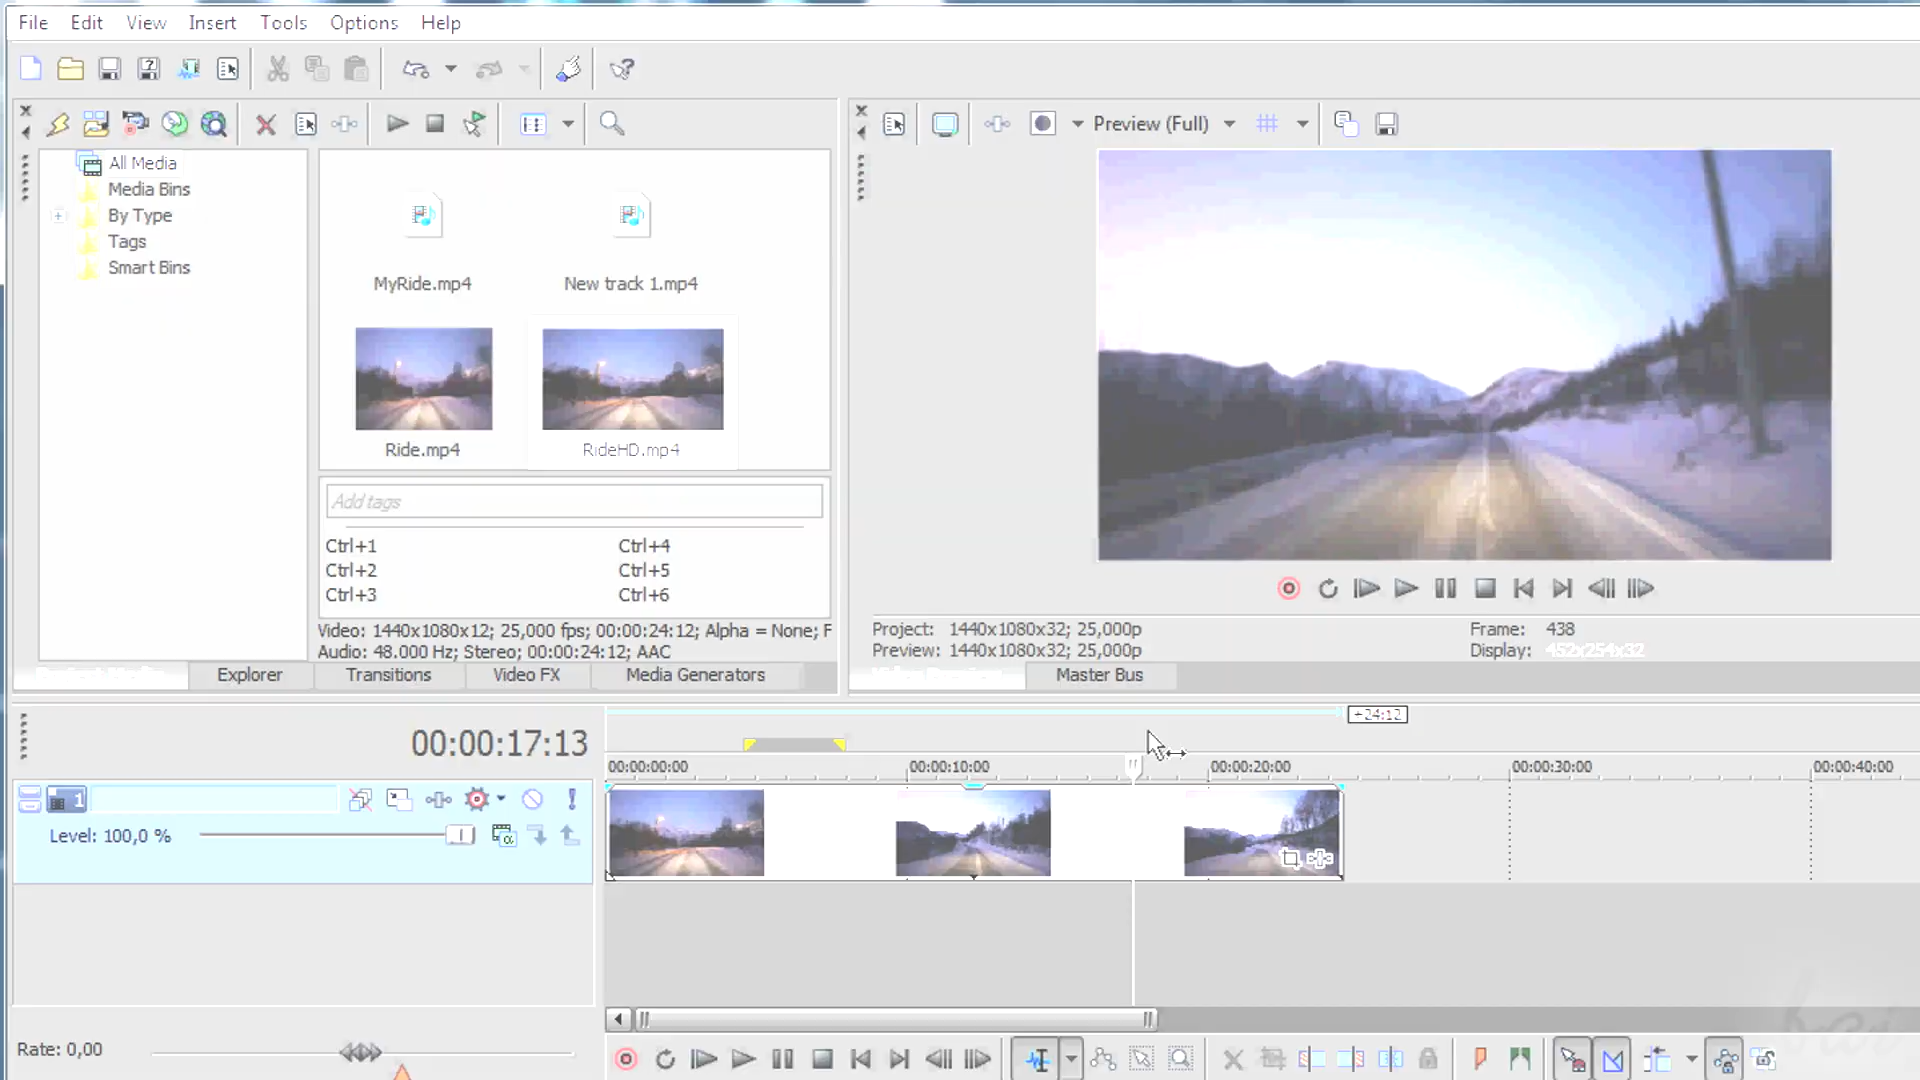 File Edit View Insert Tools Options Help
Preview (Full)
All Media
Media Bins
By Type
Tags
Smart Bins
MyRide.mp4
New track 1.mp4
Ride.mp4
RideHD.mp4
Add tags
Ctrl+1 Ctrl+4
Ctrl+2 Ctrl+5
Ctrl+3 Ctrl+6
Video: 1440x1080x12; 25,000 fps; 00:00:24:12; Alpha = None; F
Audio: 48.000 Hz; Stereo; 00:00:24:12; AAC
Explorer Transitions Video FX Media Generators
Project: 1440x1080x32; 25,000p
Preview: 1440x1080x32; 25,000p
Frame: 438
Display: 452x254x32
Master Bus
+24:12
00:00:17:13
00:00:00:00 00:00:10:00 00:00:20:00 00:00:30:00 00:00:40:00
1
Level: 100,0 %
Rate: 0,00